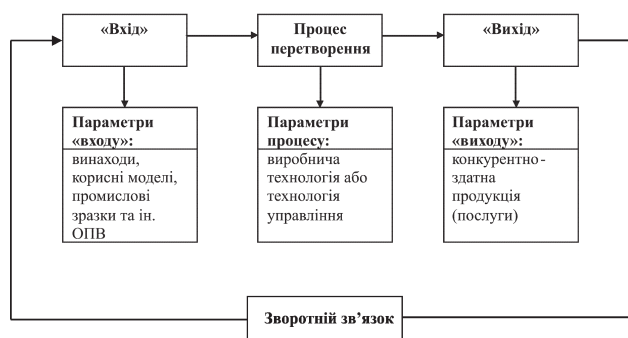 «Вхід»
Процес
перетворення
«Вихід»
Параметри
«входу»:
винаходи,
корисні моделі,
промислові
зразки та ін.
ОПВ
Параметри
процесу:
виробнича
технологія або
технологія
управління
Параметри
«виходу»:
конкурентно-
здатна
продукція
(послуги)
Зворотній зв’язок